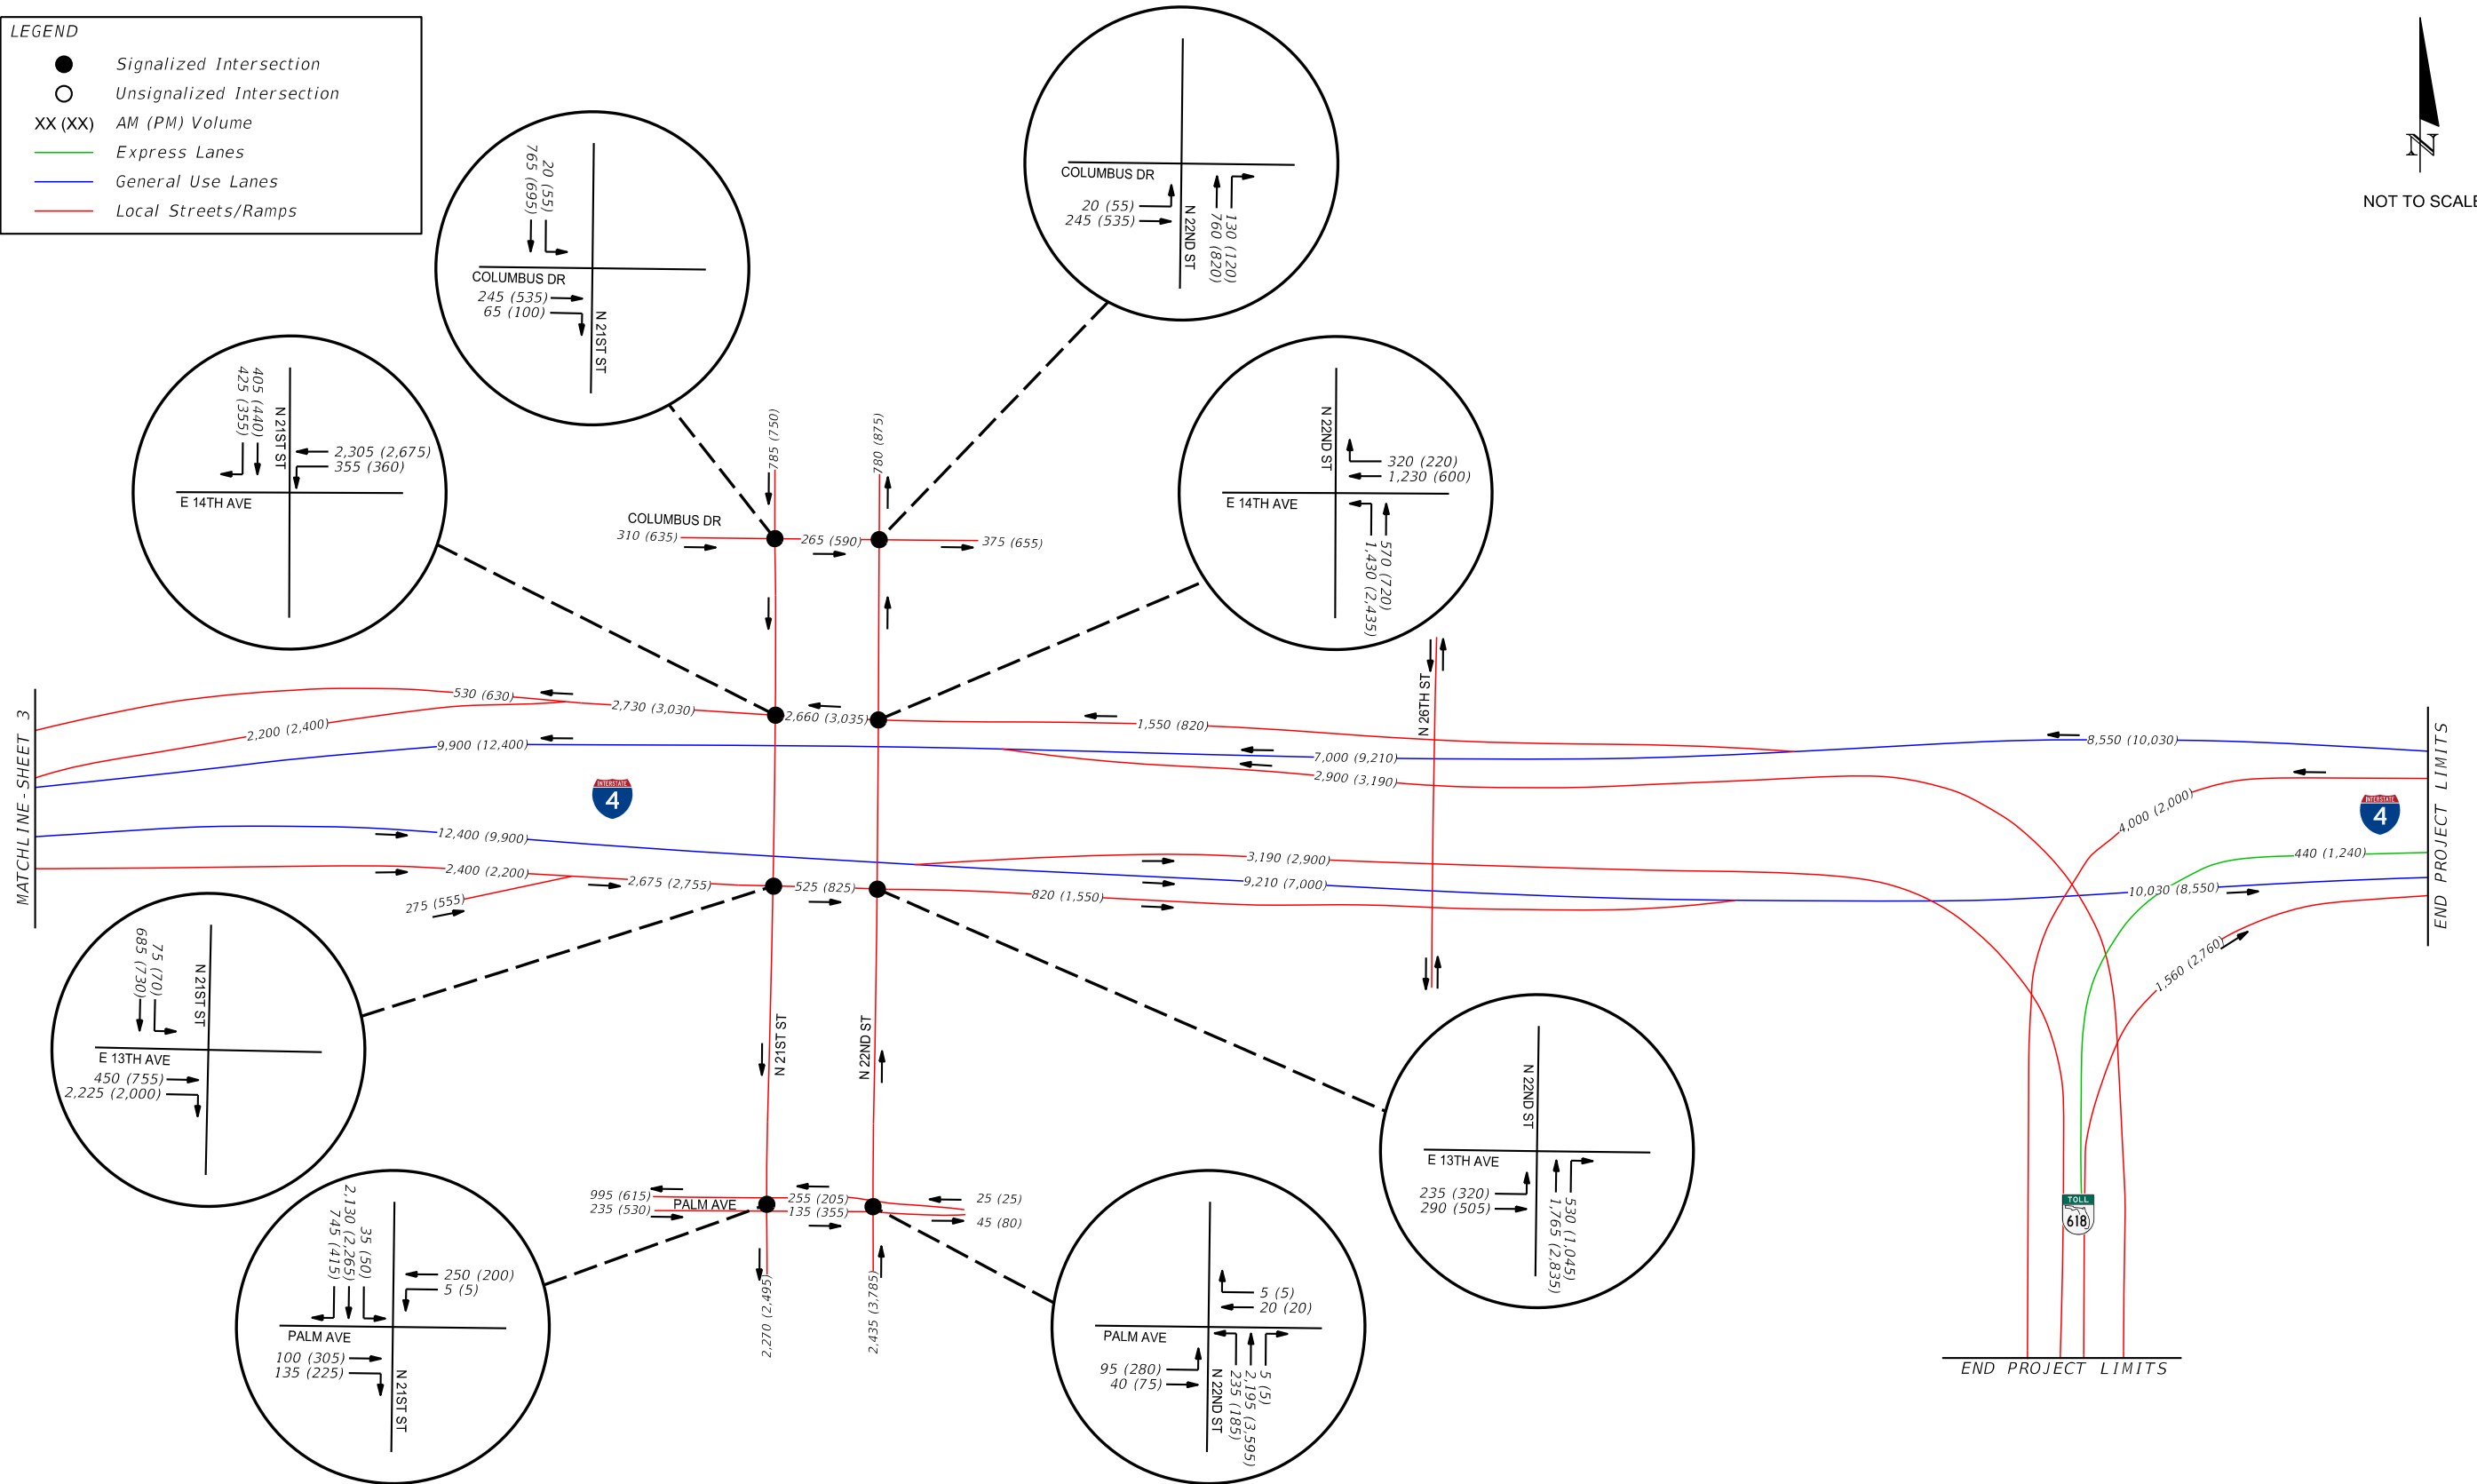 LEGEND
Signalized Intersection
Unsignalized Intersection
XX (XX) AM (PM) Volume
Express Lanes
General Use Lanes
Local Streets/Ramps
N
NOT TO SCALE
765 (695)
20 (55)
COLUMBUS DR
245 (535)
65 (100)
N 21ST ST
COLUMBUS DR
20 (55)
245 (535)
N 22ND ST
760 (820)
130 (120)
425 (355)
405 (440)
N 21ST ST
2,305 (2,675)
355 (360)
E 14TH AVE
N 22ND ST
320 (220)
1,230 (600)
E 14TH AVE
1,430 (2,435)
570 (720)
785 (750)
780 (875)
COLUMBUS DR
310 (635)
265 (590)
375 (655)
MATCHLINE-SHEET 3
530 (630)
2,200 (2,400)
2,730 (3,030)
2,660 (3,035)
1,550 (820)
N 26TH ST
9,900 (12,400)
7,000 (9,210)
2,900 (3,190)
8,550 (10,030)
4,000 (2,000)
INTERSTATE
4
INTERSTATE
4
END PROJECT LIMITS
12,400 (9,900)
2,400 (2,200)
275 (555)
2,675 (2,755)
525 (825)
3,190 (2,900)
9,210 (7,000)
820 (1,550)
440 (1,240)
10,030 (8,550)
1,560 (2,760)
685 (730)
75 (70)
N 21ST ST
E 13TH AVE
450 (755)
2,225 (2,000)
N 21ST ST
N 22ND ST
N 22ND ST
E 13TH AVE
235 (320)
290 (505)
1,765 (2,835)
530 (1,045)
995 (615)
235 (530)
PALM AVE
255 (205)
135 (355)
25 (25)
45 (80)
2,270 (2,495)
2,435 (3,785)
745 (415)
2,130 (2,265)
35 (50)
250 (200)
5 (5)
PALM AVE
100 (305)
135 (225)
N 21ST ST
5 (5)
20 (20)
PALM AVE
95 (280)
40 (75)
N 22ND ST
235 (185)
2,195 (3,595)
5 (5)
TOLL
618
END PROJECT LIMITS